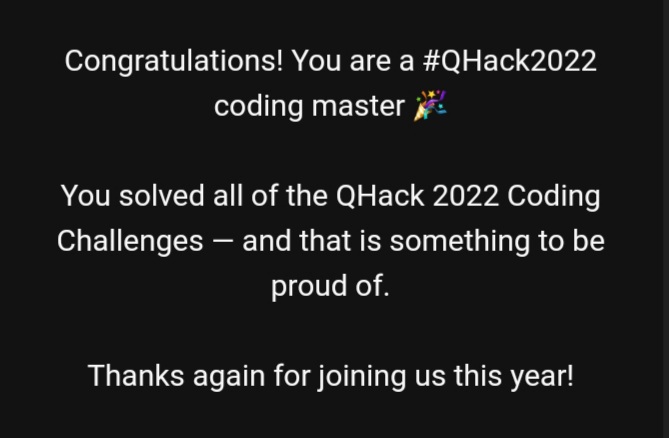 Congratulations! You are a #QHack2022
coding master 🎉
You solved all of the QHack 2022 Coding
Challenges — and that is something to be
proud of.
Thanks again for joining us this year!